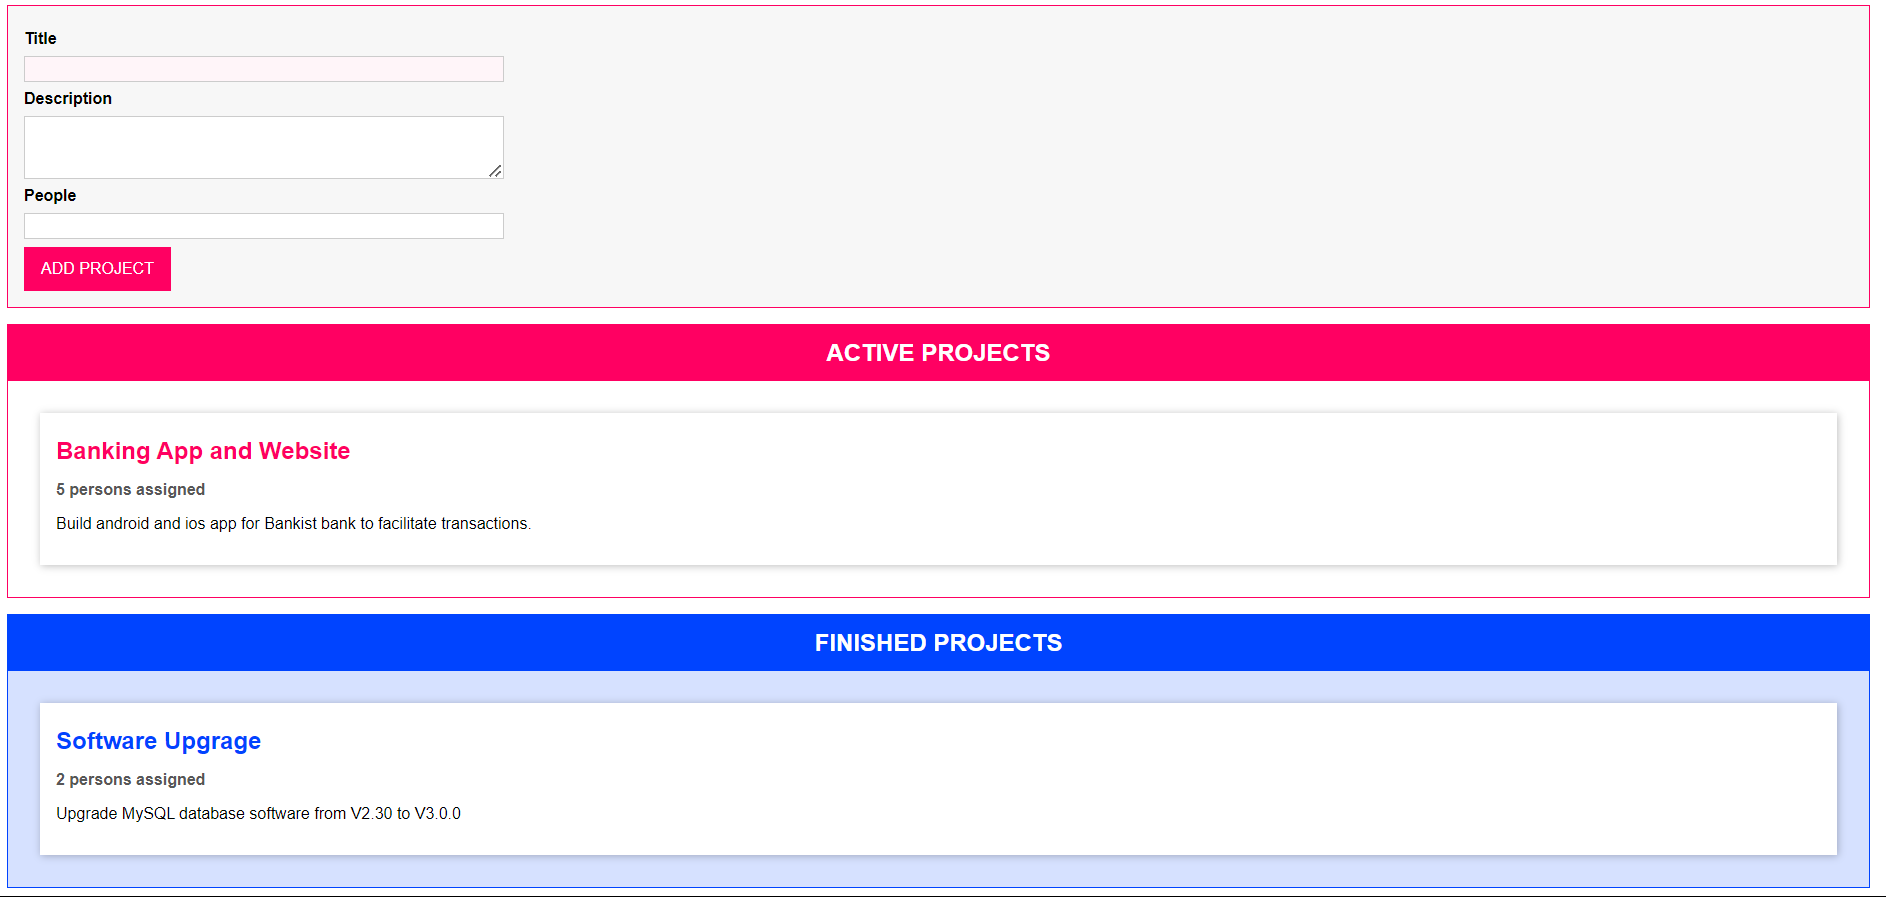 Title
Description
People
ADD PROJECT
ACTIVE PROJECTS
Banking App and Website
5 persons assigned
Build android and ios app for Bankist bank to facilitate transactions.
FINISHED PROJECTS
Software Upgrage
2 persons assigned
Upgrade MySQL database software from V2.30 to V3.0.0